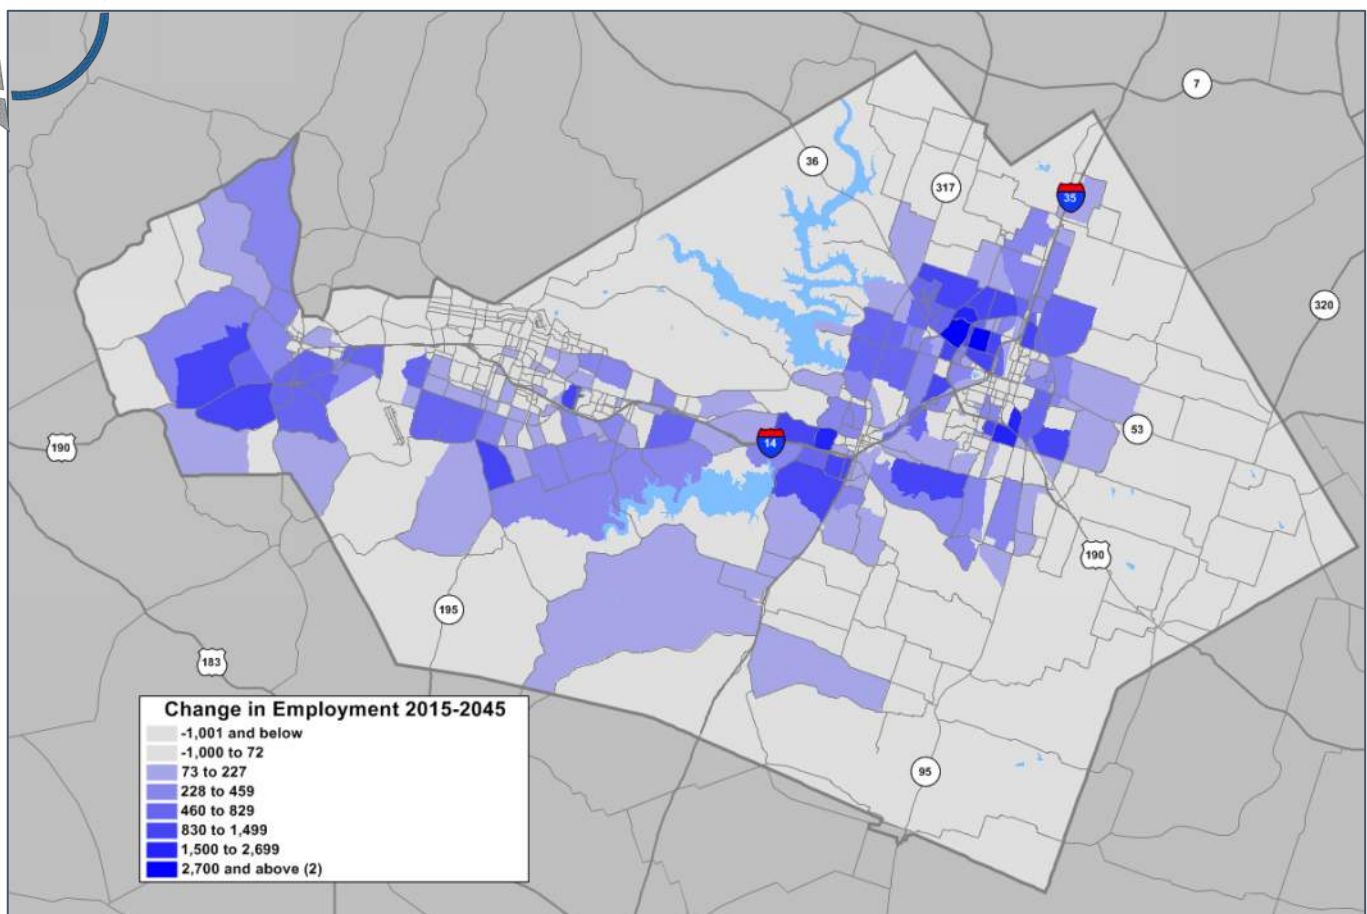 7
36
317
35
320
53
14
190
190
195
183
95
Change in Employment 2015-2045
-1,001 and below
-1,000 to 72
73 to 227
228 to 459
460 to 829
830 to 1,499
1,500 to 2,699
2,700 and above (2)